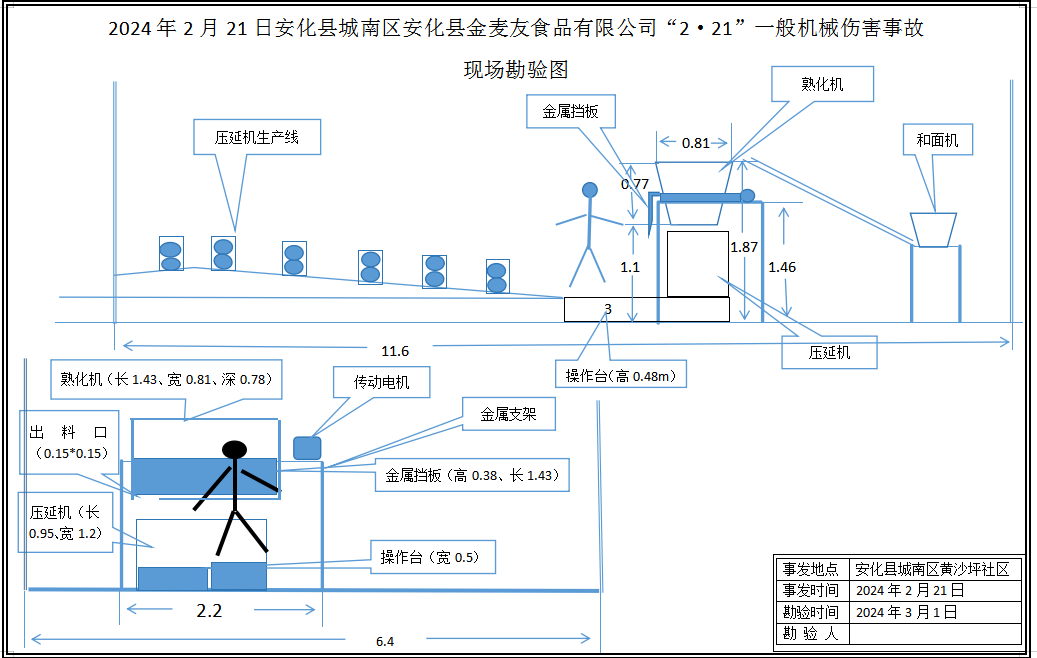 2024年2月21日安化县城南区安化县金麦友食品有限公司“2·21”一般机械伤害事故
现场勘验图
熟化机
金属挡板
压延机生产线
和面机
0.81
0.77
1.87
1.1
1.46
3
11.6
压延机
操作台（高0.48m）
熟化机（长1.43、宽0.81、深0.78）
传动电机
金属支架
出 料 口
（0.15*0.15）
金属挡板（高0.38、长1.43）
压延机（长
0.95、宽1.2）
操作台（宽0.5）
2.2
6.4
事发地点 安化县城南区黄沙坪社区
事发时间 2024年2月21日
勘验时间 2024年3月1日
勘 验 人